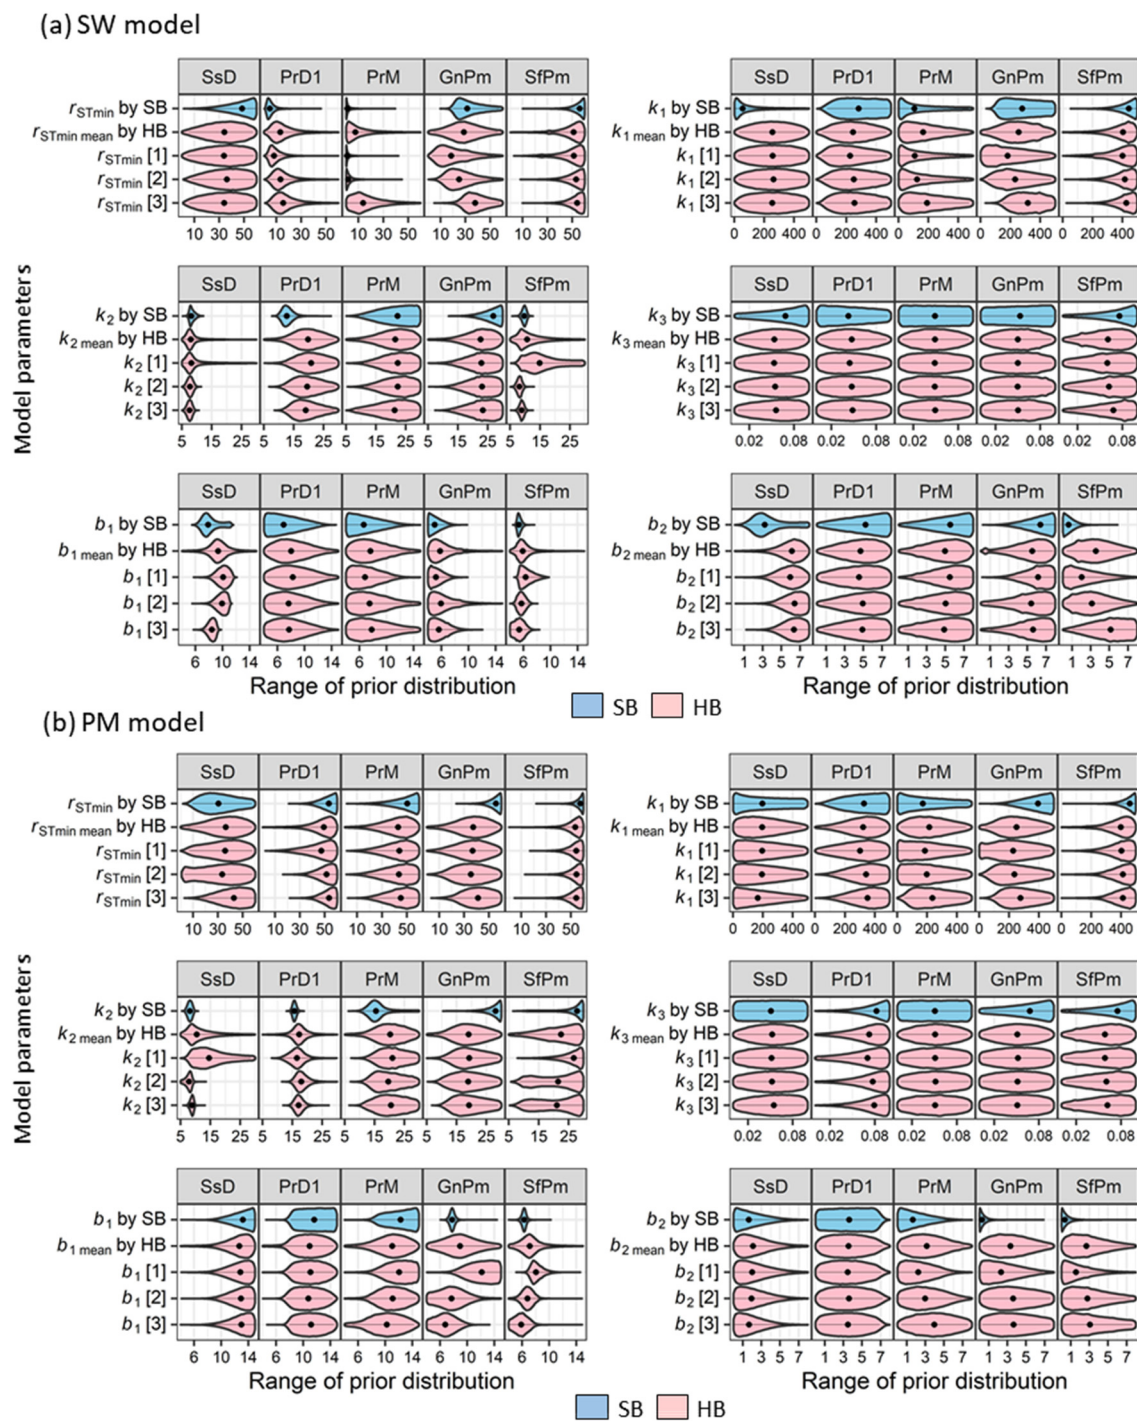 (a) SW model
SsD PrD1 PrM GnPm SfPm
r STmin by SB
r STmin mean by HB
r STmin [1]
r STmin [2]
r STmin [3]
10 30 50 10 30 50 10 30 50 10 30 50 10 30 50
SsD PrD1 PrM GnPm SfPm
k1 by SB
k1 mean by HB
k1 [1]
k1 [2]
k1 [3]
0 200 400 0 200 400 0 200 400 0 200 400 0 200 400
Model parameters
SsD PrD1 PrM GnPm SfPm
k2 by SB
k2 mean by HB
k2 [1]
k2 [2]
k2 [3]
5 15 25 5 15 25 5 15 25 5 15 25 5 15 25
SsD PrD1 PrM GnPm SfPm
k3 by SB
k3 mean by HB
k3 [1]
k3 [2]
k3 [3]
0.02 0.08 0.02 0.08 0.02 0.08 0.02 0.08 0.02 0.08
SsD PrD1 PrM GnPm SfPm
b1 by SB
b1 mean by HB
b1 [1]
b1 [2]
b1 [3]
6 10 14 6 10 14 6 10 14 6 10 14 6 10 14
Range of prior distribution
SsD PrD1 PrM GnPm SfPm
b2 by SB
b2 mean by HB
b2 [1]
b2 [2]
b2 [3]
1 3 5 7 1 3 5 7 1 3 5 7 1 3 5 7 1 3 5 7
Range of prior distribution
SB HB
(b) PM model
SsD PrD1 PrM GnPm SfPm
r STmin by SB
r STmin mean by HB
r STmin [1]
r STmin [2]
r STmin [3]
10 30 50 10 30 50 10 30 50 10 30 50 10 30 50
SsD PrD1 PrM GnPm SfPm
k1 by SB
k1 mean by HB
k1 [1]
k1 [2]
k1 [3]
0 200 400 0 200 400 0 200 400 0 200 400 0 200 400
Model parameters
SsD PrD1 PrM GnPm SfPm
k2 by SB
k2 mean by HB
k2 [1]
k2 [2]
k2 [3]
5 15 25 5 15 25 5 15 25 5 15 25 5 15 25
SsD PrD1 PrM GnPm SfPm
k3 by SB
k3 mean by HB
k3 [1]
k3 [2]
k3 [3]
0.02 0.08 0.02 0.08 0.02 0.08 0.02 0.08 0.02 0.08
SsD PrD1 PrM GnPm SfPm
b1 by SB
b1 mean by HB
b1 [1]
b1 [2]
b1 [3]
6 10 14 6 10 14 6 10 14 6 10 14 6 10 14
Range of prior distribution
SsD PrD1 PrM GnPm SfPm
b2 by SB
b2 mean by HB
b2 [1]
b2 [2]
b2 [3]
1 3 5 7 1 3 5 7 1 3 5 7 1 3 5 7 1 3 5 7
Range of prior distribution
SB HB